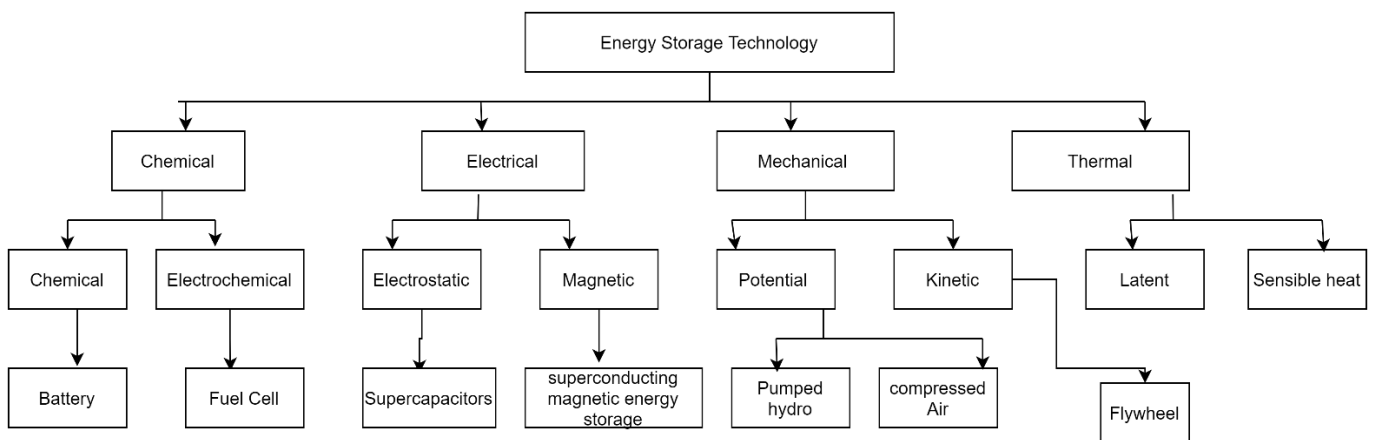 Energy Storage Technology
Chemical
Electrical
Mechanical
Thermal
Chemical
Electrochemical
Electrostatic
Magnetic
Potential
Kinetic
Latent
Sensible heat
Battery
Fuel Cell
Supercapacitors
superconducting
magnetic energy
storage
Pumped
hydro
compressed
Air
Flywheel